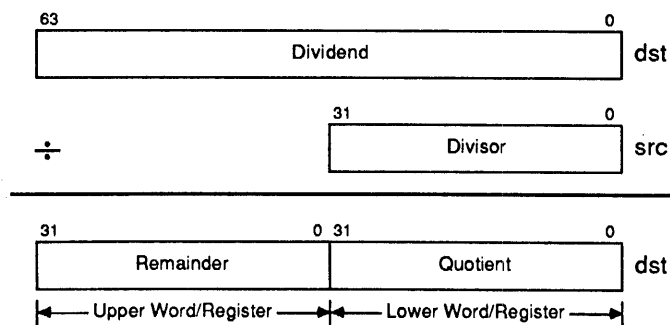 63 0
Dividend dst
31 0
÷ Divisor src
31 0 31 0
Remainder Quotient dst
Upper Word/Register Lower Word/Register